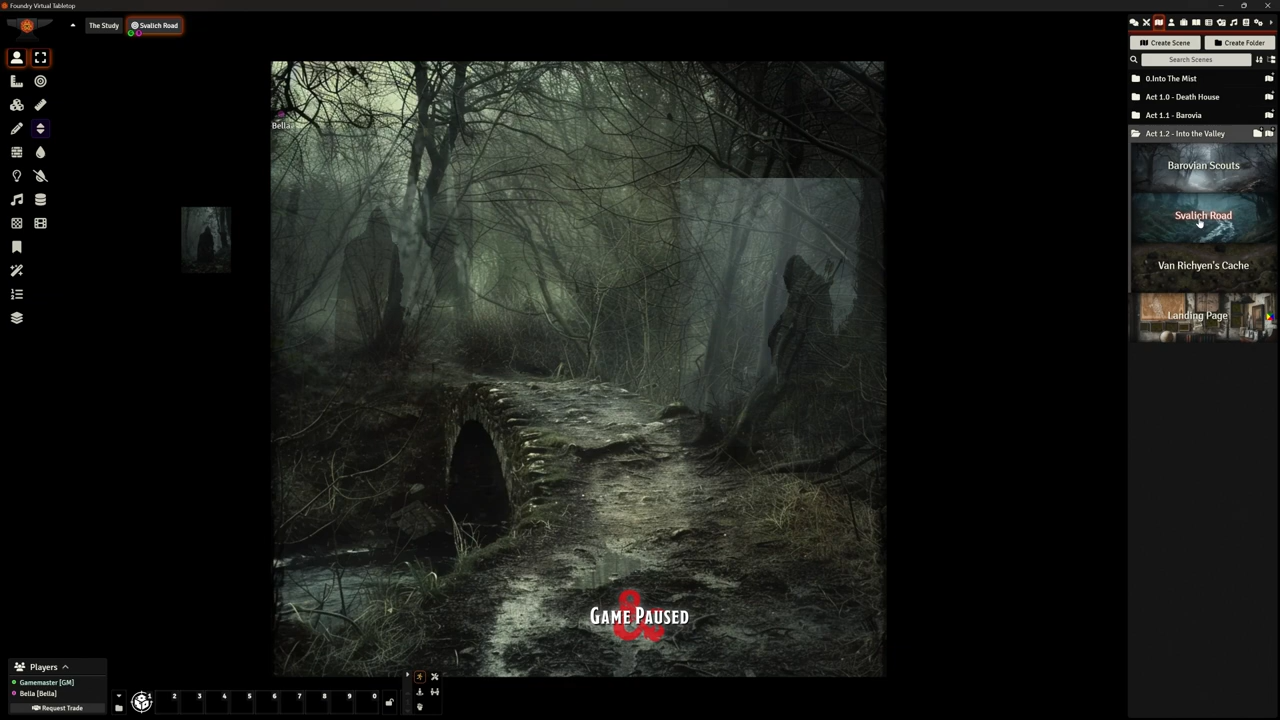 Foundry Virtual Tabletop
The Study
Svalich Road
Create Scene
Create Folder
Search Scenes
0.Into The Mist
Act 1.0 - Death House
Act 1.1 - Barovia
Act 1.2 - Into the Valley
Barovian Scouts
Svalich Road
Van Richyen's Cache
Landing Page
Bella
G
B
Game Paused
&
Players
Gamemaster [GM]
Bella [Bella]
Request Trade
1 2 3 4 5 6 7 8 9 0